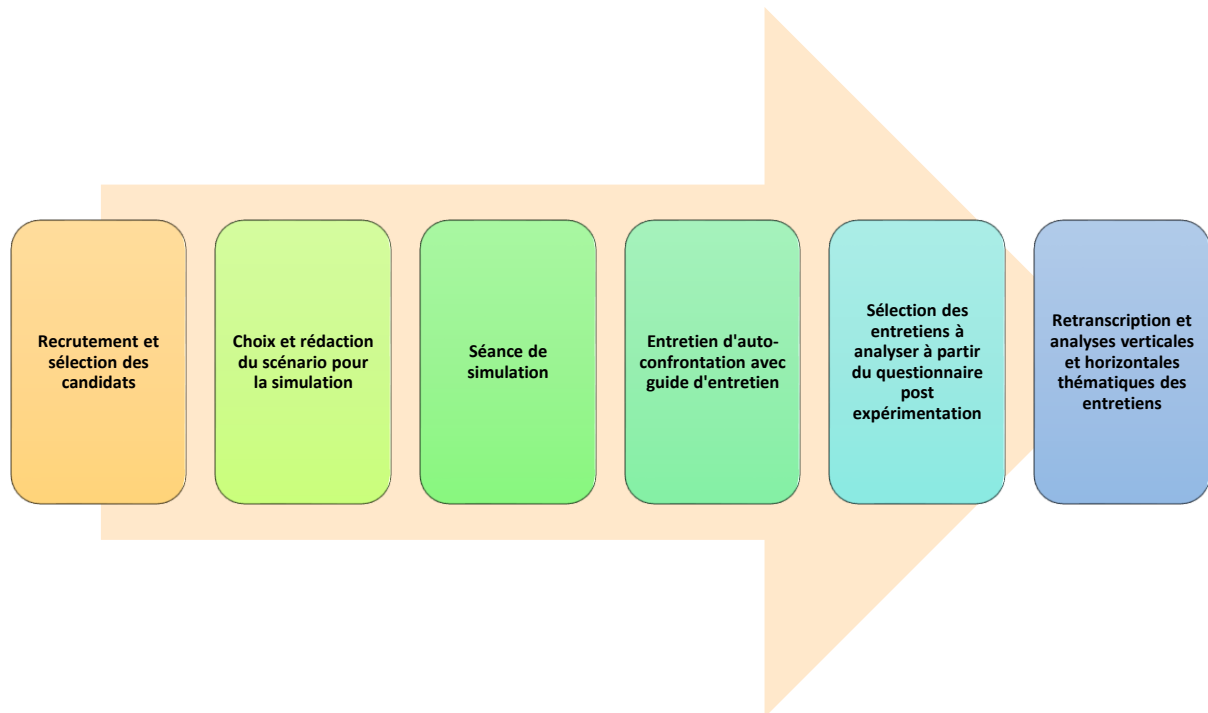 Recrutement et
sélection des
candidats
Choix et rédaction
du scénario pour
la simulation
Séance de
simulation
Entretien d'auto-
confrontation avec
guide d'entretien
Sélection des
entretiens à
analyser à partir
du questionnaire
post
expérimentation
Retranscription et
analyses verticales
et horizontales
thématiques des
entretiens